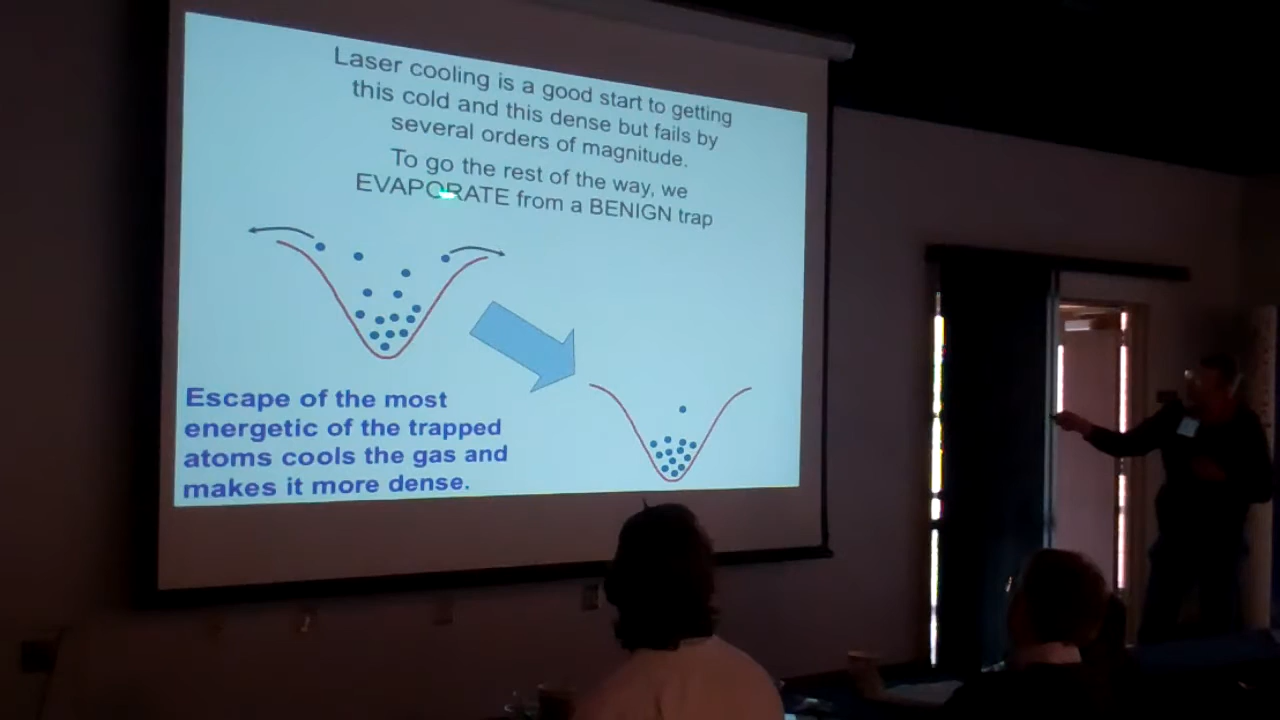 Laser cooling is a good start to getting
this cold and this dense but fails by
several orders of magnitude.
To go the rest of the way, we
EVAPORATE from a BENIGN trap
Escape of the most
energetic of the trapped
atoms cools the gas and
makes it more dense.